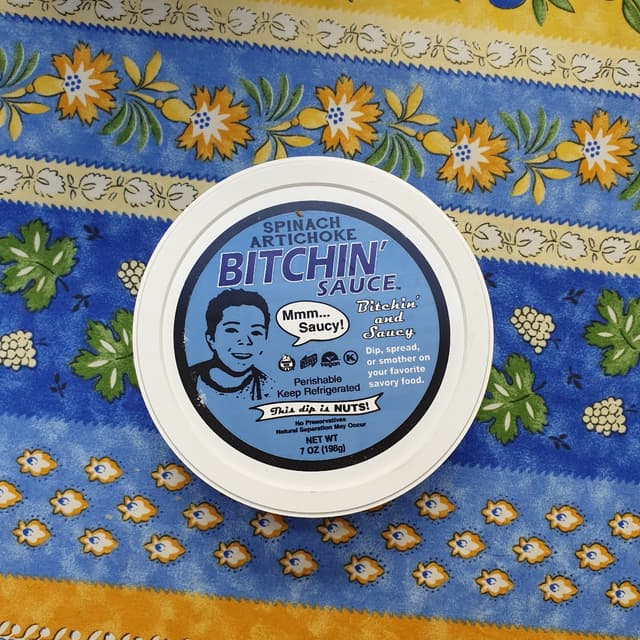 SPINACH
ARTICHOKE
BITCHIN'
SAUCE™
Mmm...
Saucy!
Bitchin'
and
Saucy
Dip, spread,
or smother on
your favorite
savory food.
Perishable
Keep Refrigerated
This dip is NUTS!
No Preservatives
Natural Separation May Occur
NET WT
7 OZ (198g)